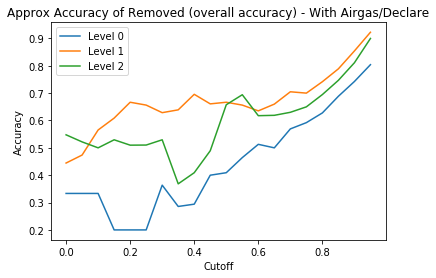 Approx Accuracy of Removed (overall accuracy) - With Airgas/Declare
Level 0
Level 1
Level 2
Accuracy
0.9
0.8
0.7
0.6
0.5
0.4
0.3
0.2
0.0 0.2 0.4 0.6 0.8
Cutoff